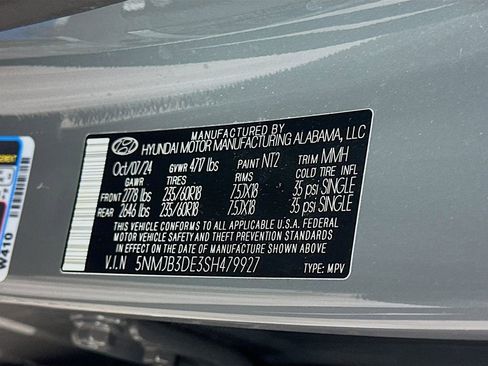 MANUFACTURED BY
HYUNDAI MOTOR MANUFACTURING ALABAMA, LLC
Oct/07/24 GVWR 4717 lbs PAINT NT2 TRIM MMH
GAWR TIRES COLD TIRE INFL
FRONT 2778 lbs 235/60R18 7.5JX18 35 psi SINGLE
REAR 2646 lbs 235/60R18 7.5JX18 35 psi SINGLE
THIS VEHICLE CONFORMS TO ALL APPLICABLE U.S.A. FEDERAL
MOTOR VEHICLE SAFETY AND THEFT PREVENTION STANDARDS
IN EFFECT ON THE DATE OF MANUFACTURE SHOWN ABOVE
V.I.N 5NMJB3DE3SH479927 TYPE: MPV
W410